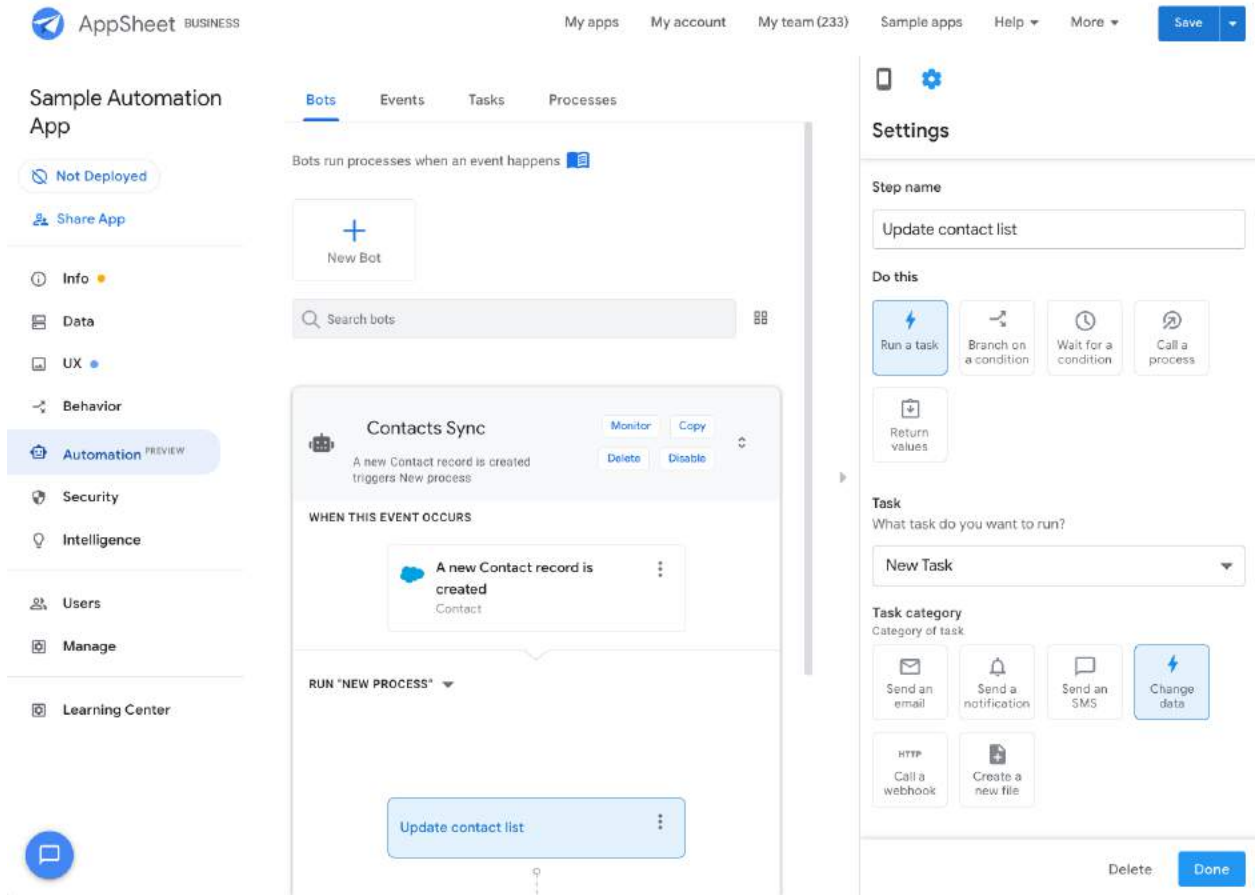 AppSheet BUSINESS
My apps
My account
My team (233)
Sample apps
Help
More
Save
Sample Automation
App
Not Deployed
Share App
Info
Data
UX
Behavior
Automation PREVIEW
Security
Intelligence
Users
Manage
Learning Center
Bots
Events
Tasks
Processes
Bots run processes when an event happens
New Bot
Search bots
Contacts Sync
A new Contact record is created
triggers New process
Monitor
Copy
Delete
Disable
WHEN THIS EVENT OCCURS
A new Contact record is
created
Contact
RUN "NEW PROCESS"
Update contact list
Settings
Step name
Update contact list
Do this
Run a task
Branch on
a condition
Wait for a
condition
Call a
process
Return
values
Task
What task do you want to run?
New Task
Task category
Category of task
Send an
email
Send a
notification
Send an
SMS
Change
data
HTTP
Call a
webhook
Create a
new file
Delete
Done